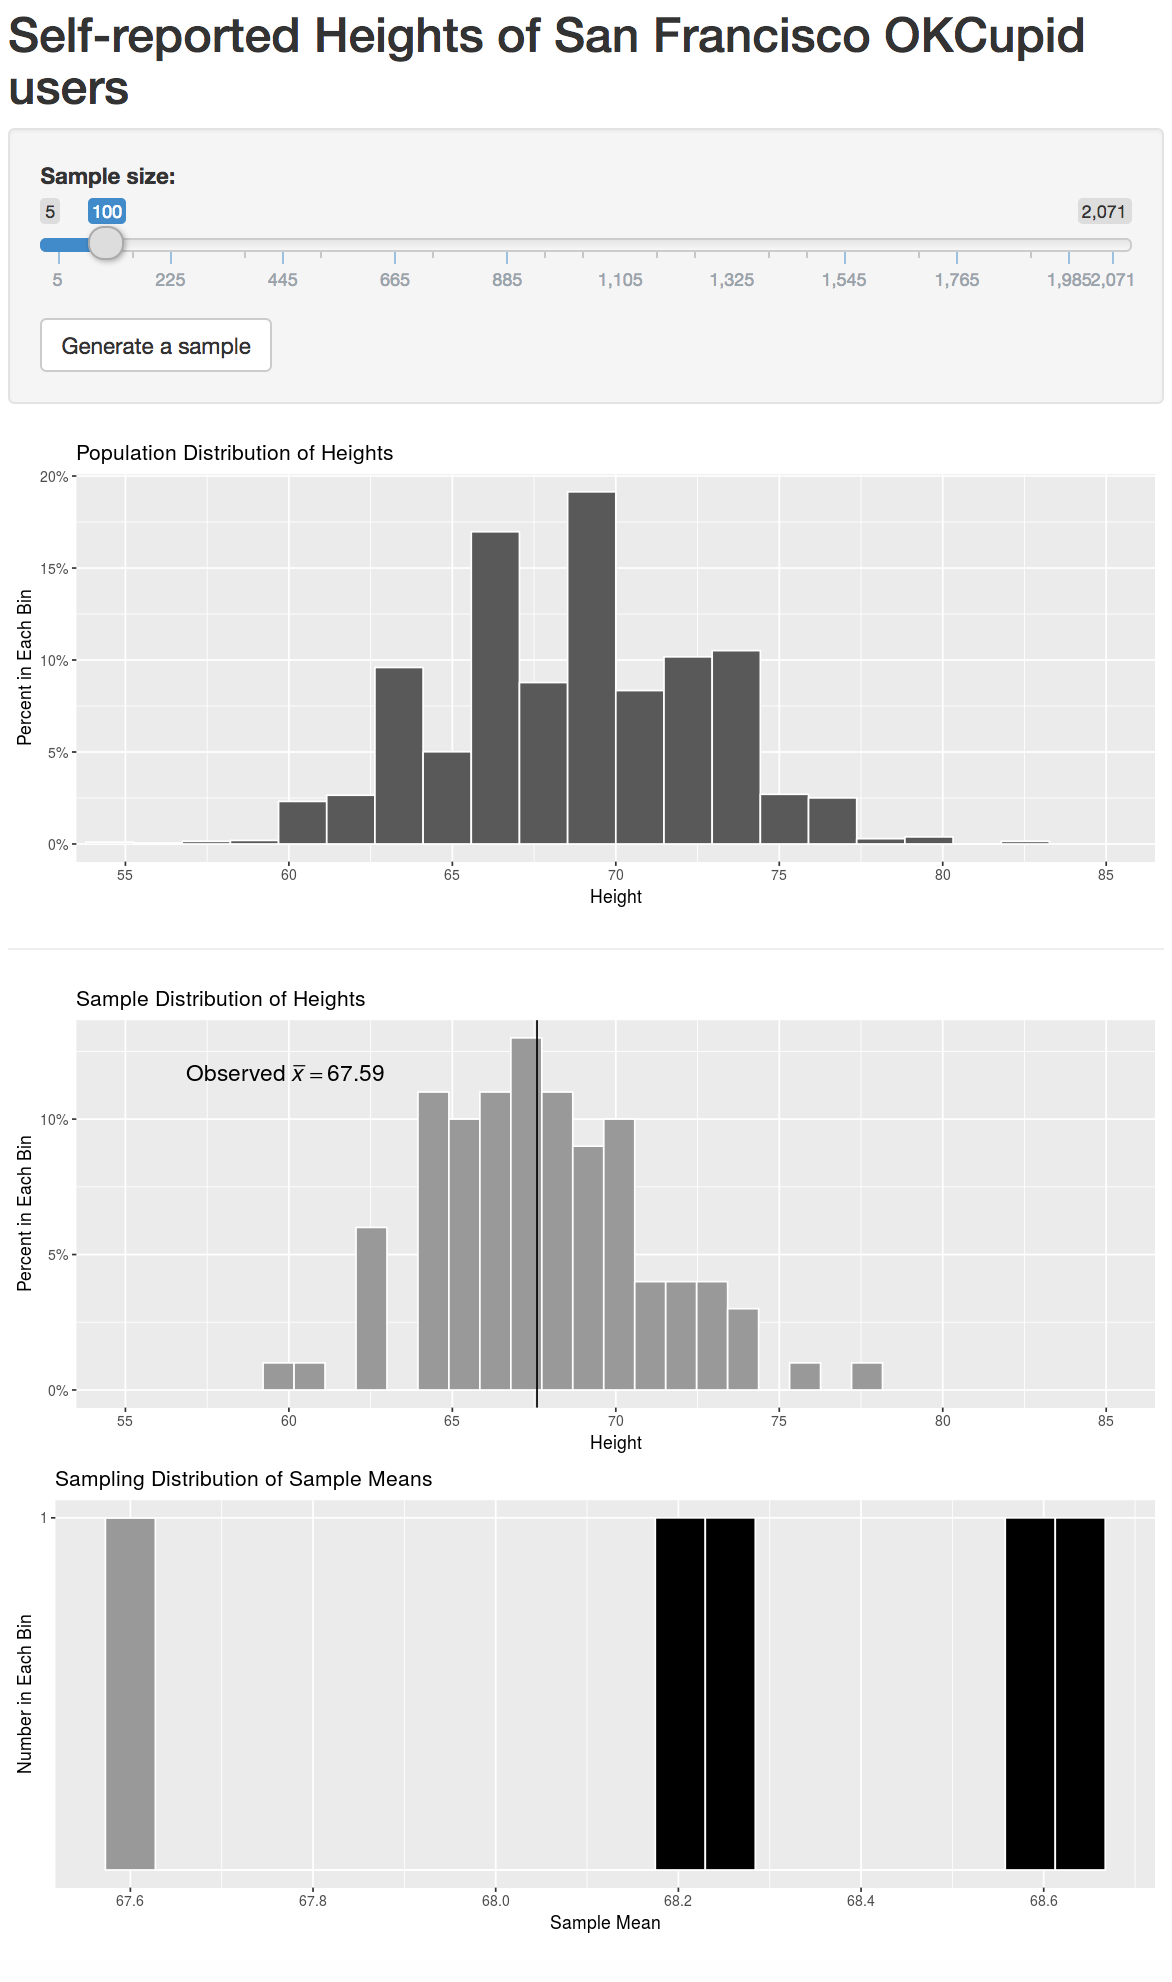 Self-reported Heights of San Francisco OKCupid
users
Sample size:
5 100 2,071
5 225 445 665 885 1,105 1,325 1,545 1,765 1,985 2,071
Generate a sample
Population Distribution of Heights
20%
15%
10%
5%
0%
Percent in Each Bin
55 60 65 70 75 80 85
Height
Sample Distribution of Heights
Observed x̅ = 67.59
10%
5%
0%
Percent in Each Bin
55 60 65 70 75 80 85
Height
Sampling Distribution of Sample Means
1
Number in Each Bin
67.6 67.8 68.0 68.2 68.4 68.6
Sample Mean